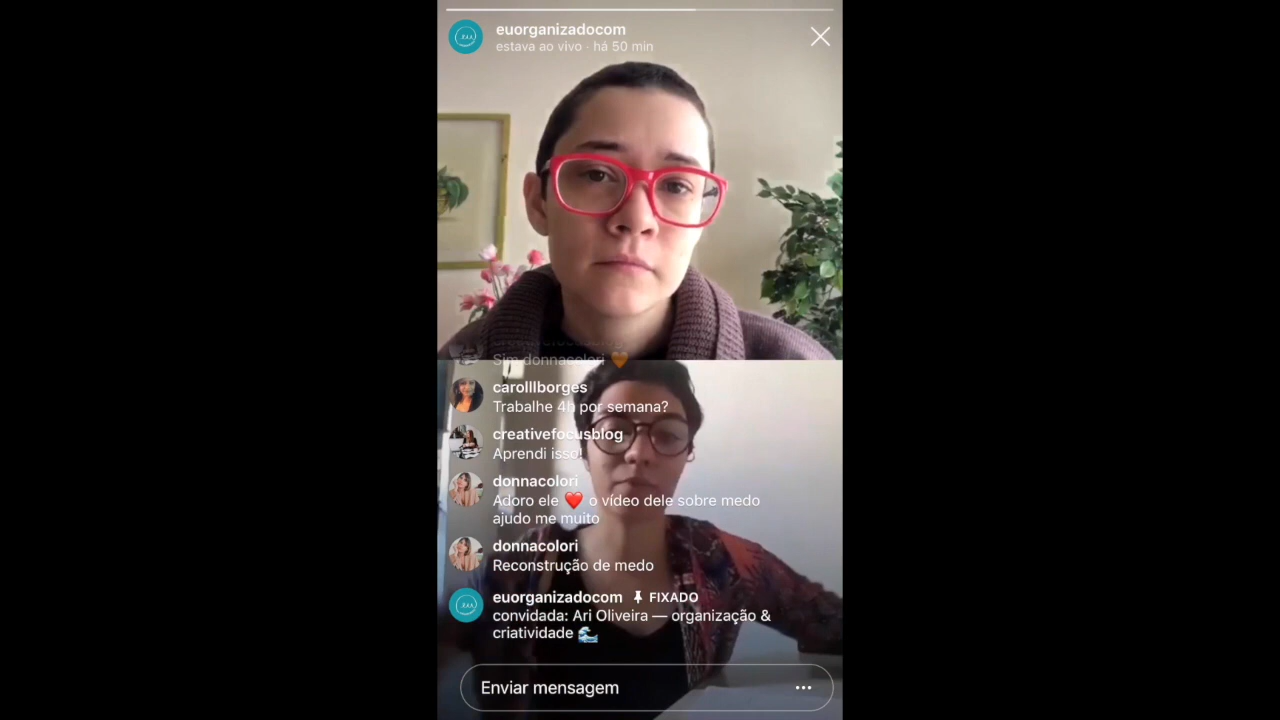 euorganizadocom
estava ao vivo · há 50 min
Sim donnacolori 🧡
carolllborges
Trabalhe 4h por semana?
creativefocusblog
Aprendi isso!
donnacolori
Adoro ele ❤️ o vídeo dele sobre medo
ajudo me muito
donnacolori
Reconstrução de medo
euorganizadocom FIXADO
convidada: Ari Oliveira — organização &
criatividade 🌊
Enviar mensagem